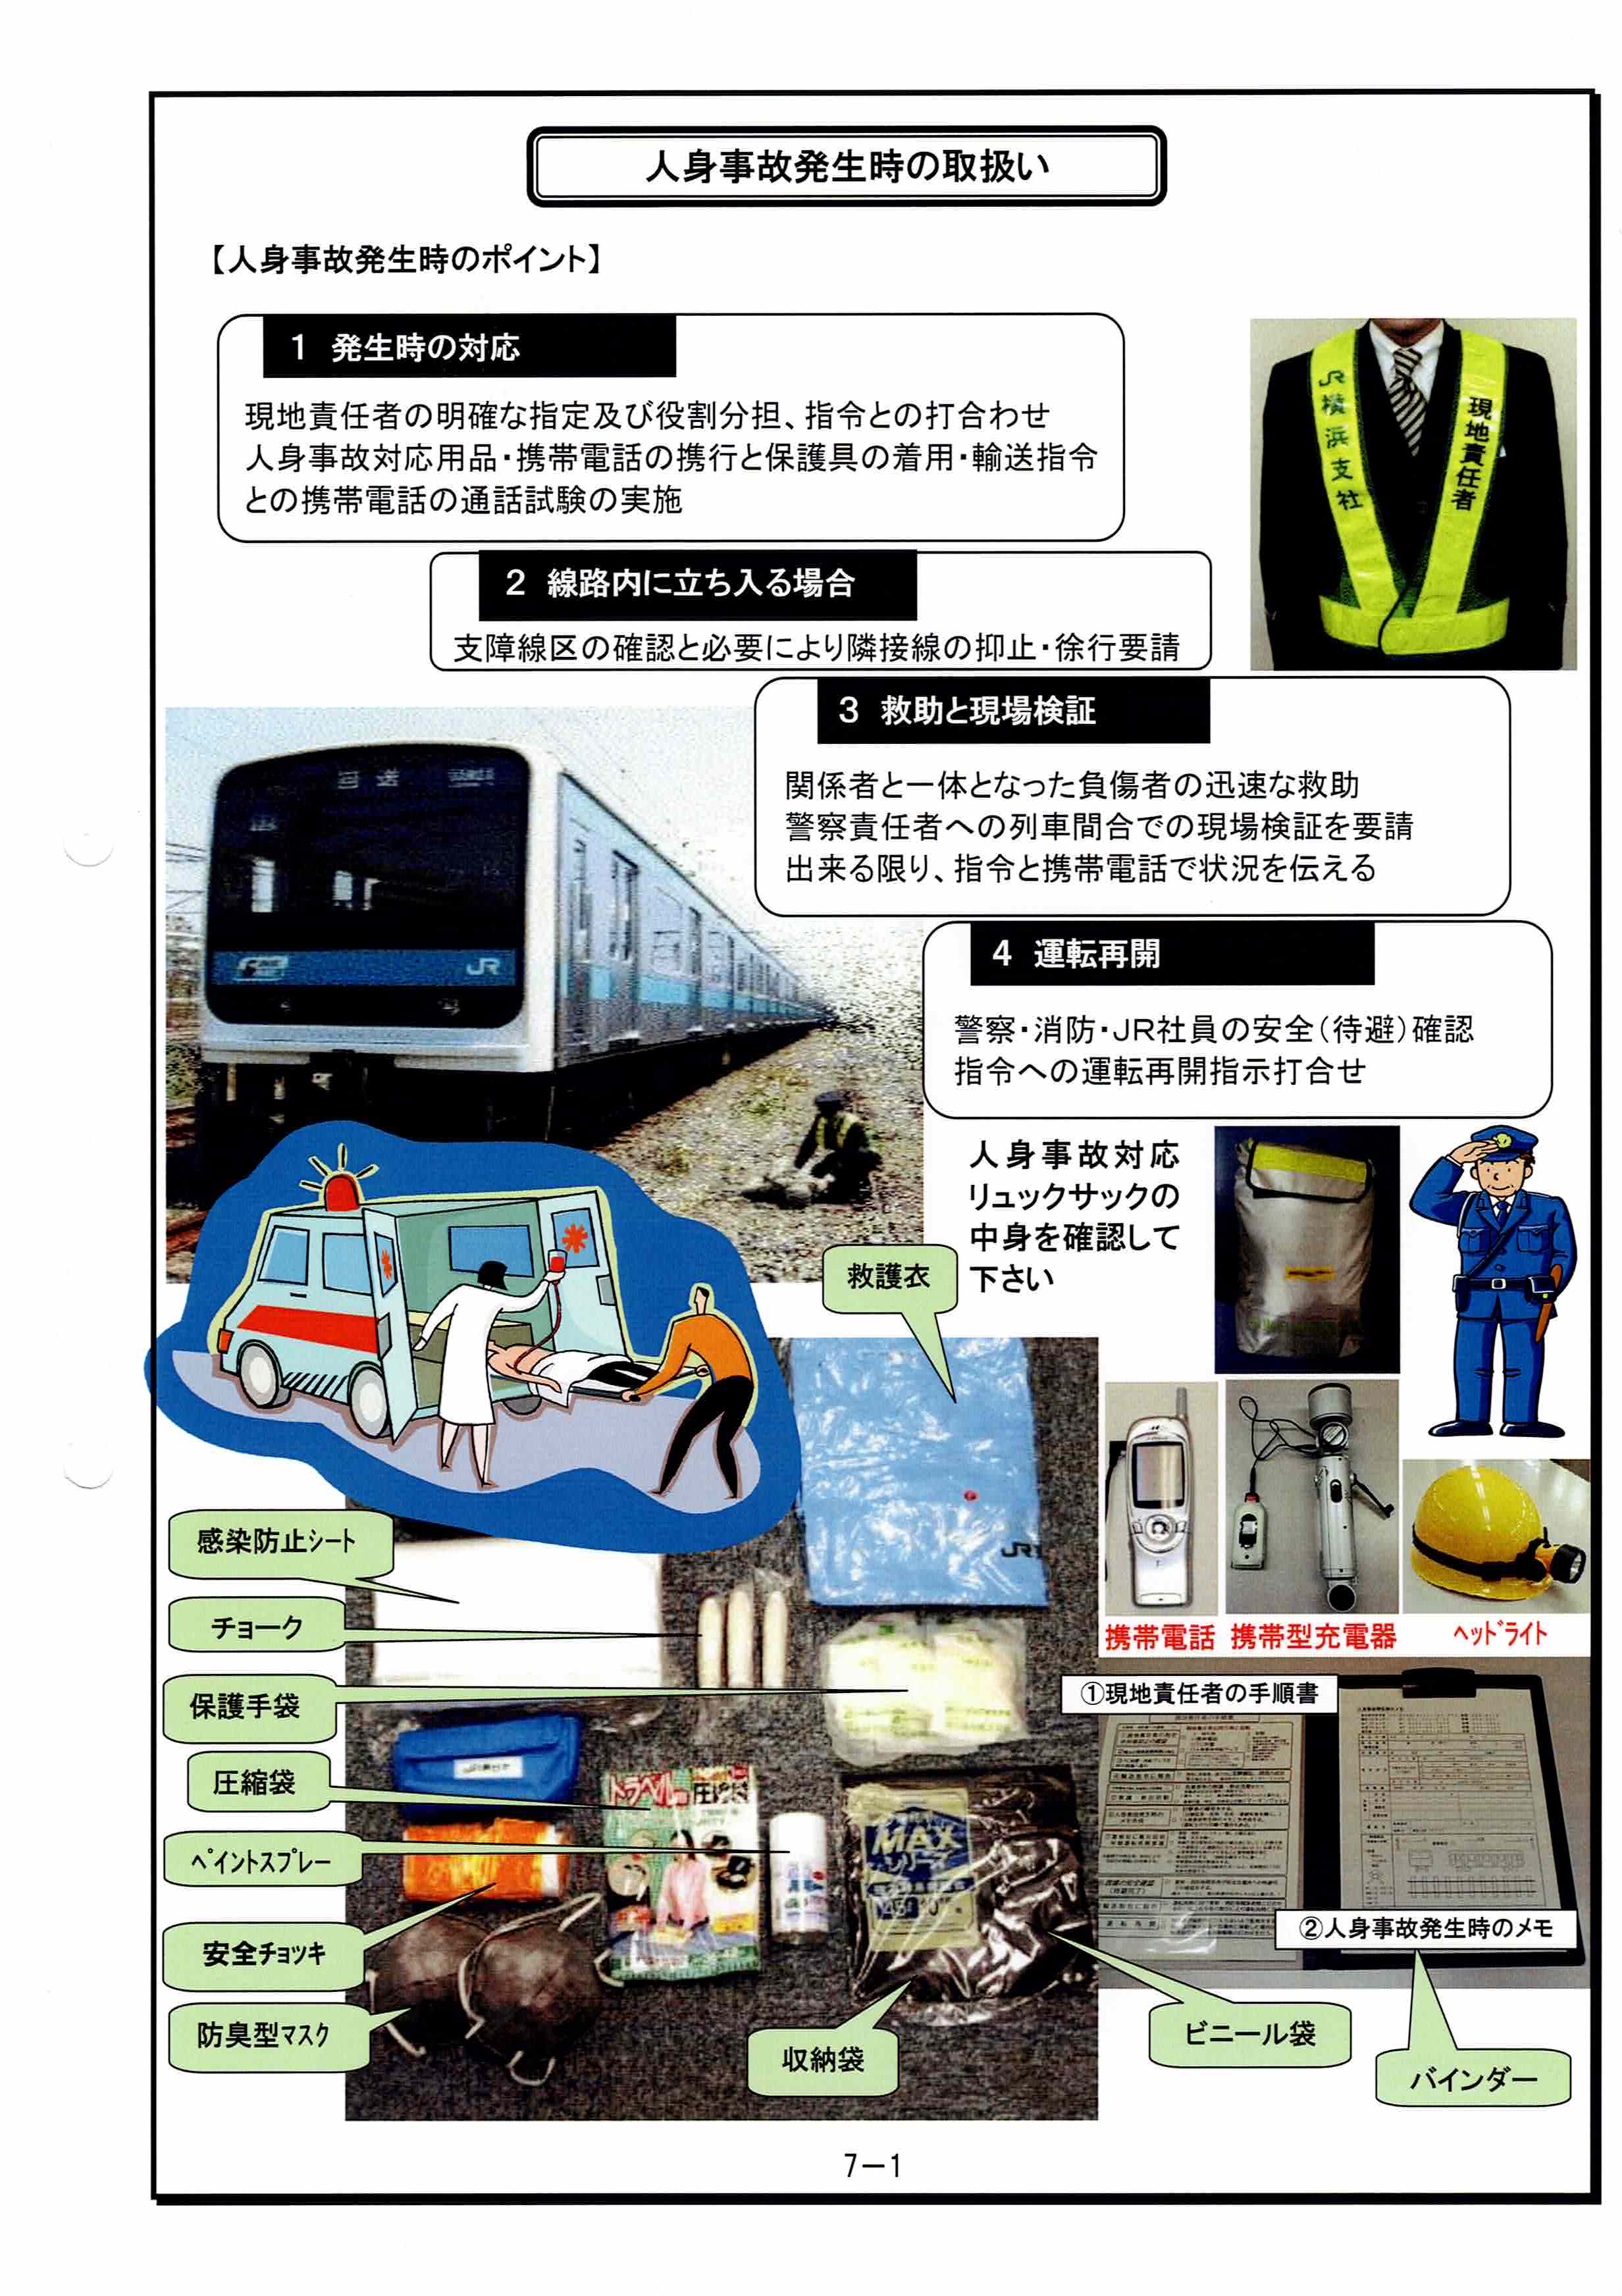 人身事故発生時の取扱い
【人身事故発生時のポイント】
1 発生時の対応
現地責任者の明確な指定及び役割分担、指令との打合わせ
人身事故対応用品・携帯電話の携行と保護具の着用・輸送指令
との携帯電話の通話試験の実施
JR横浜支社
現地責任者
2 線路内に立ち入る場合
支障線区の確認と必要により隣接線の抑止・徐行要請
3 救助と現場検証
関係者と一体となった負傷者の迅速な救助
警察責任者への列車間合での現場検証を要請
出来る限り、指令と携帯電話で状況を伝える
回送
JR
4 運転再開
警察・消防・JR社員の安全（待避）確認
指令への運転再開指示打合せ
人身事故対応
リュックサックの
中身を確認して
下さい
救護衣
JR
感染防止シート
チョーク
保護手袋
圧縮袋
ペイントスプレー
安全チョッキ
防臭型マスク
トラベル圧縮袋
MAX
収納袋
ビニール袋
携帯電話
携帯型充電器
ヘッドライト
①現地責任者の手順書
②人身事故発生時のメモ
バインダー
7－1